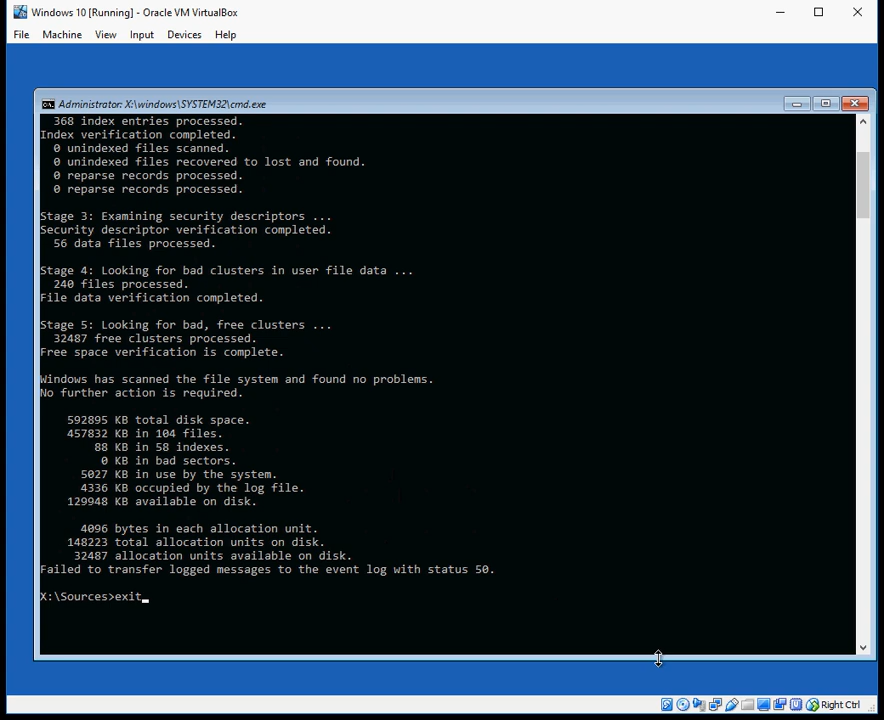 Windows 10 [Running] - Oracle VM VirtualBox
File Machine View Input Devices Help
Administrator: X:\windows\SYSTEM32\cmd.exe
368 index entries processed.
Index verification completed.
0 unindexed files scanned.
0 unindexed files recovered to lost and found.
0 reparse records processed.
0 reparse records processed.
Stage 3: Examining security descriptors ...
Security descriptor verification completed.
56 data files processed.
Stage 4: Looking for bad clusters in user file data ...
240 files processed.
File data verification completed.
Stage 5: Looking for bad, free clusters ...
32487 free clusters processed.
Free space verification is complete.
Windows has scanned the file system and found no problems.
No further action is required.
592895 KB total disk space.
457832 KB in 104 files.
88 KB in 58 indexes.
0 KB in bad sectors.
5027 KB in use by the system.
4336 KB occupied by the log file.
129948 KB available on disk.
4096 bytes in each allocation unit.
148223 total allocation units on disk.
32487 allocation units available on disk.
Failed to transfer logged messages to the event log with status 50.
X:\Sources>exit
Right Ctrl